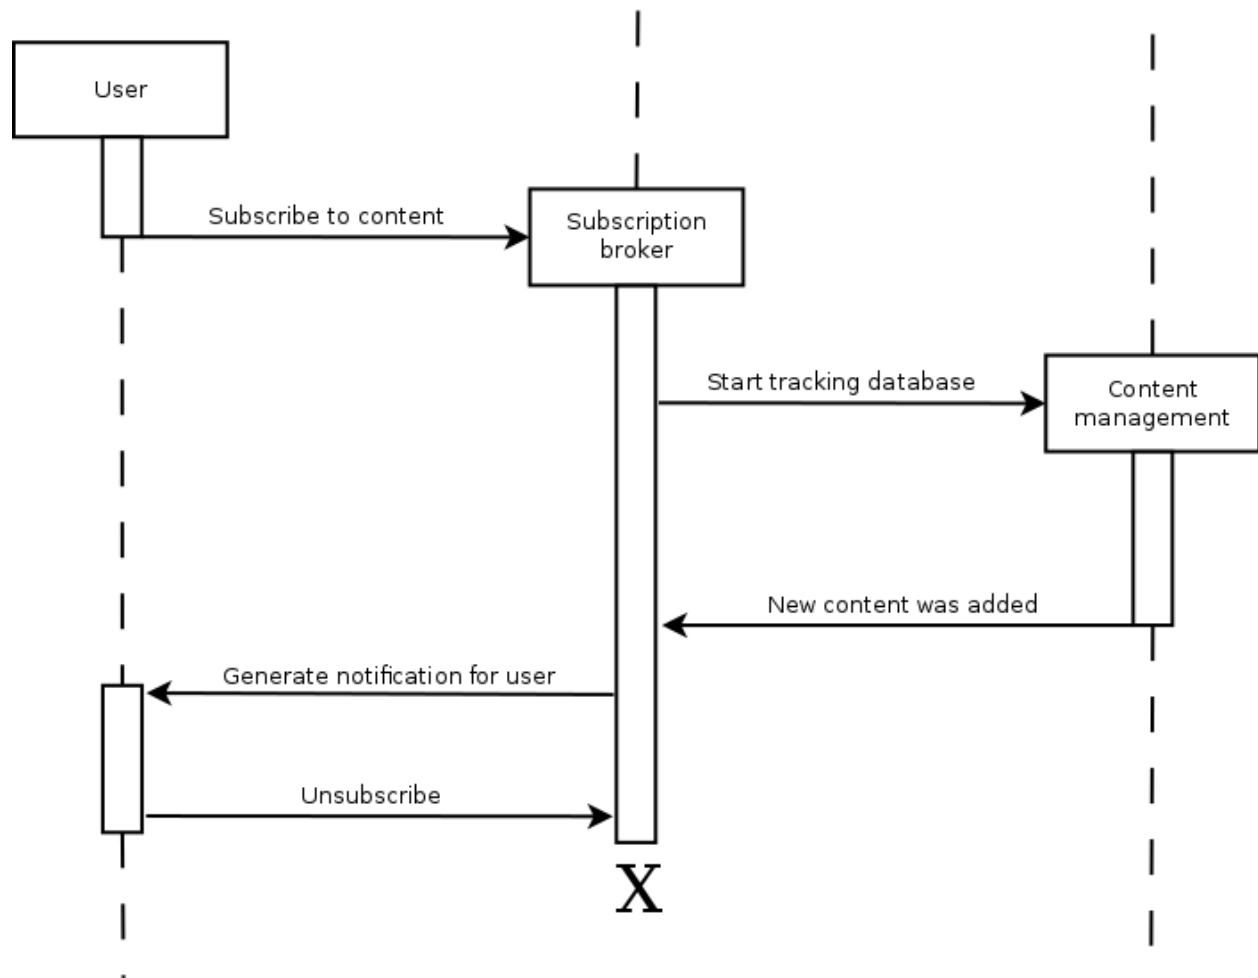 User
Subscribe to content
Subscription
broker
Start tracking database
Content
management
New content was added
Generate notification for user
Unsubscribe
X